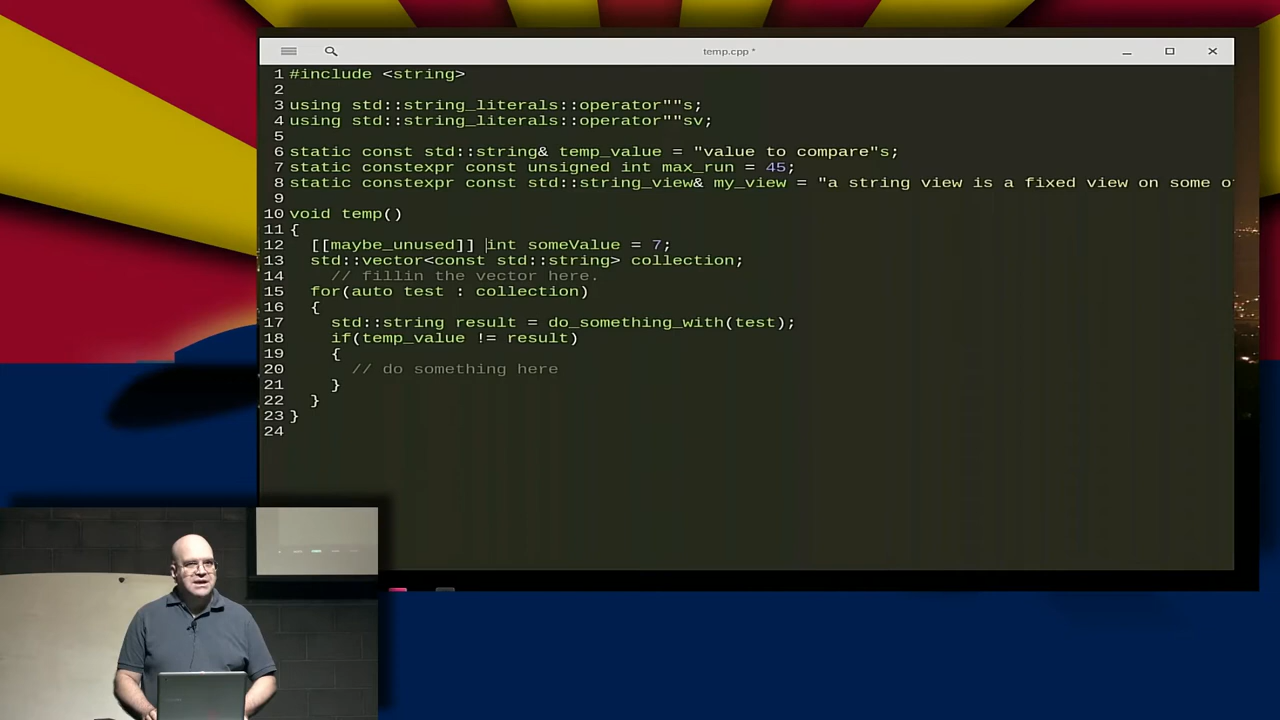 temp.cpp *
1 #include <string>
2
3 using std::string_literals::operator""s;
4 using std::string_literals::operator""sv;
5
6 static const std::string& temp_value = "value to compare"s;
7 static constexpr const unsigned int max_run = 45;
8 static constexpr const std::string_view& my_view = "a string view is a fixed view on some
9
10 void temp()
11 {
12   [[maybe_unused]] int someValue = 7;
13   std::vector<const std::string> collection;
14     // fillin the vector here.
15   for(auto test : collection)
16   {
17     std::string result = do_something_with(test);
18     if(temp_value != result)
19     {
20       // do something here
21     }
22   }
23 }
24